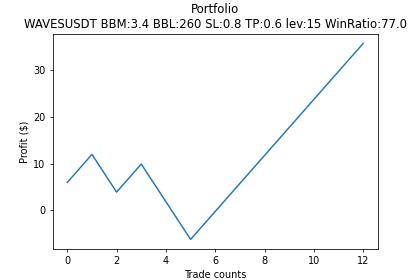 Portfolio
WAVESUSDT BBM:3.4 BBL:260 SL:0.8 TP:0.6 lev:15 WinRatio:77.0
Profit ($)
30
20
10
0
0 2 4 6 8 10 12
Trade counts